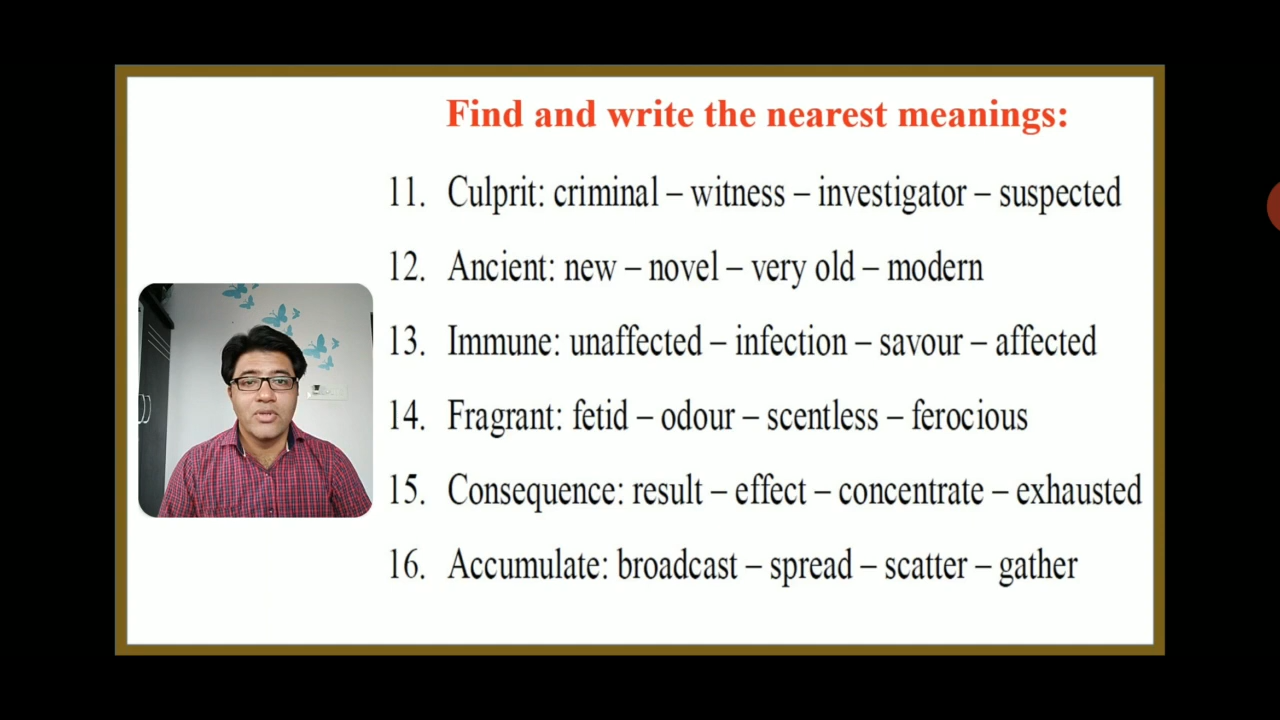 Find and write the nearest meanings:
11. Culprit: criminal – witness – investigator – suspected
12. Ancient: new – novel – very old – modern
13. Immune: unaffected – infection – savour – affected
14. Fragrant: fetid – odour – scentless – ferocious
15. Consequence: result – effect – concentrate – exhausted
16. Accumulate: broadcast – spread – scatter – gather